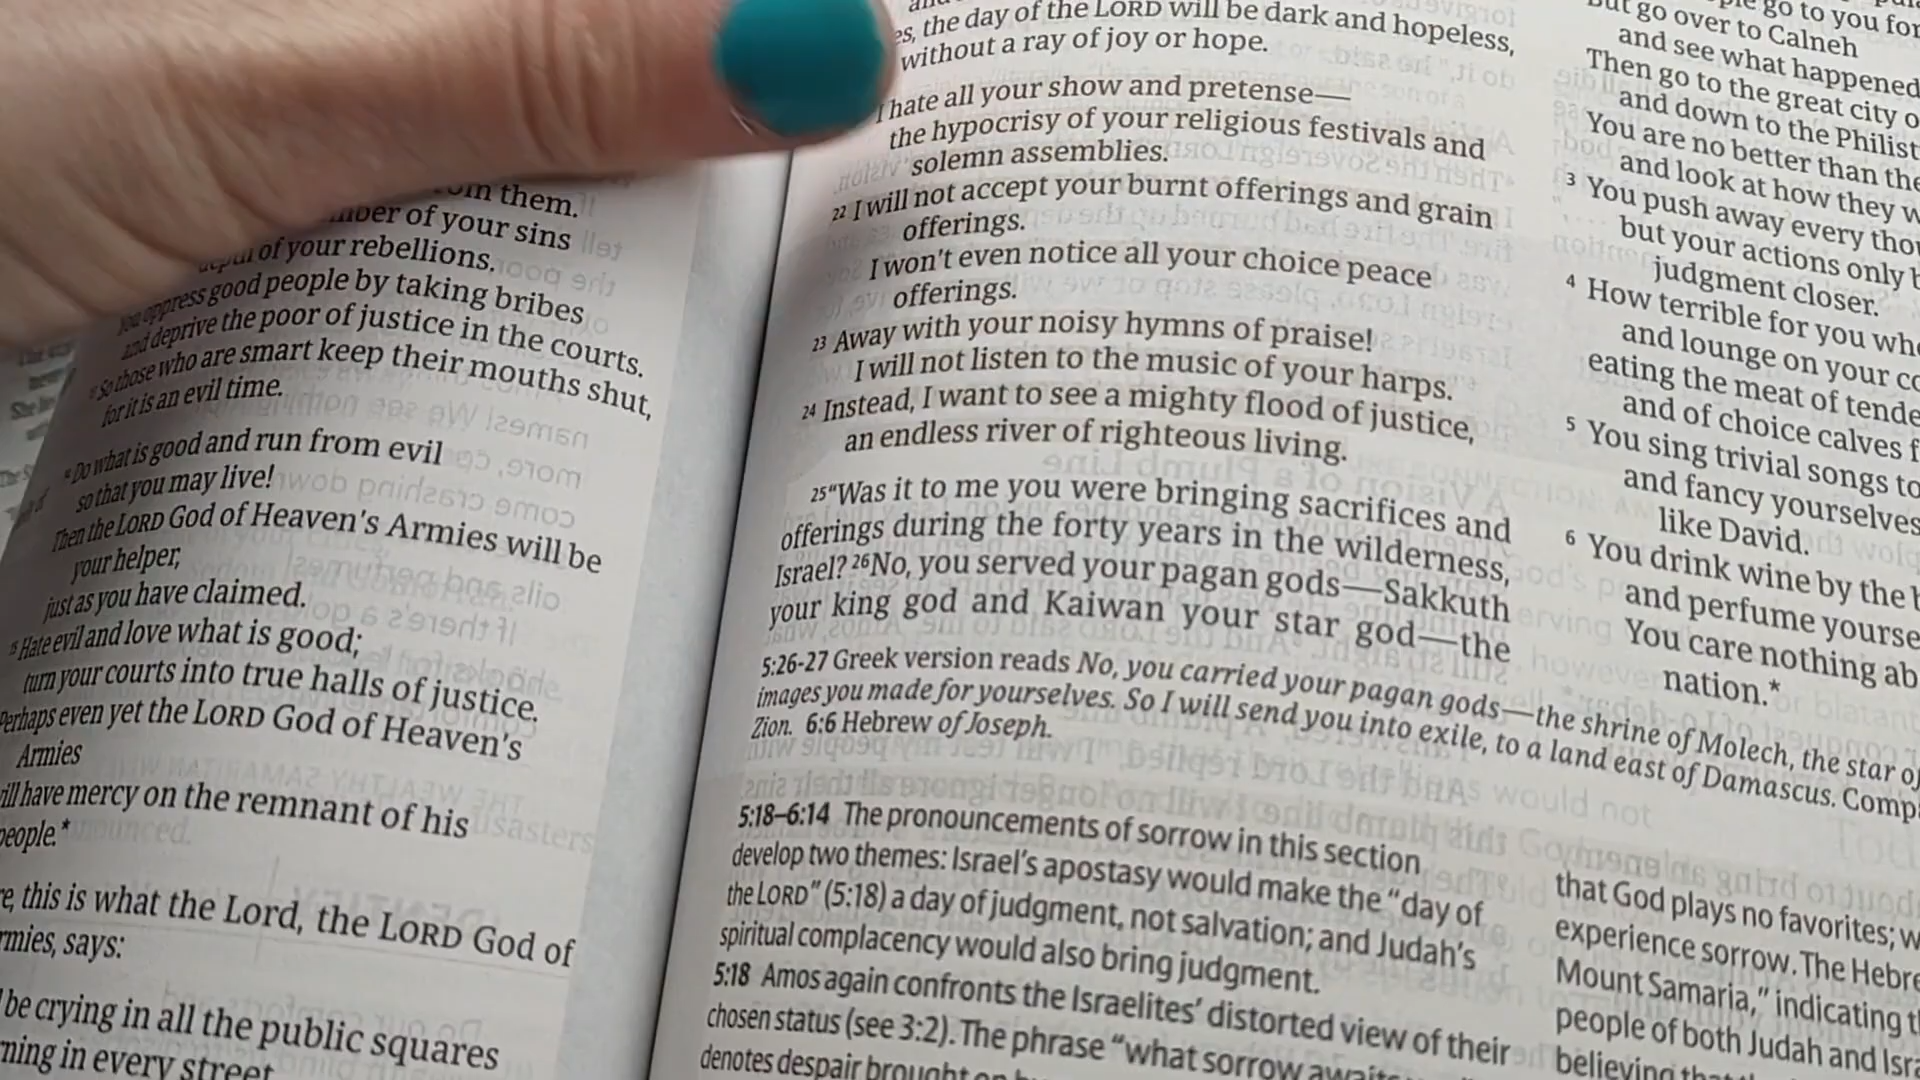 om them.
mber of your sins
depth of your rebellions.
You oppress good people by taking bribes
and deprive the poor of justice in the courts.
So those who are smart keep their mouths shut,
for it is an evil time.
Do what is good and run from evil
so that you may live!
Then the LORD God of Heaven's Armies will be
your helper,
just as you have claimed.
15 Hate evil and love what is good;
turn your courts into true halls of justice.
Perhaps even yet the LORD God of Heaven's
Armies
will have mercy on the remnant of his
people.*
re, this is what the Lord, the LORD God of
rmies, says:
be crying in all the public squares
rning in every street
es, the day of the LORD will be dark and hopeless,
without a ray of joy or hope.
I hate all your show and pretense—
the hypocrisy of your religious festivals and
solemn assemblies.
22 I will not accept your burnt offerings and grain
offerings.
I won't even notice all your choice peace
offerings.
23 Away with your noisy hymns of praise!
I will not listen to the music of your harps.
24 Instead, I want to see a mighty flood of justice,
an endless river of righteous living.
25 “Was it to me you were bringing sacrifices and
offerings during the forty years in the wilderness,
Israel? 26 No, you served your pagan gods—Sakkuth
your king god and Kaiwan your star god—the
5:26-27 Greek version reads No, you carried your pagan gods—the shrine of Molech, the star of
images you made for yourselves. So I will send you into exile, to a land east of Damascus. Comp
Zion. 6:6 Hebrew of Joseph.
5:18–6:14 The pronouncements of sorrow in this section
develop two themes: Israel’s apostasy would make the “day of
the LORD” (5:18) a day of judgment, not salvation; and Judah’s
spiritual complacency would also bring judgment.
5:18 Amos again confronts the Israelites’ distorted view of their
chosen status (see 3:2). The phrase “what sorrow awaits
denotes despair brought on
ple go to you for
But go over to Calneh
and see what happened
Then go to the great city o
and down to the Philist
You are no better than the
and look at how they w
3 You push away every thou
but your actions only b
judgment closer.
4 How terrible for you who
and lounge on your co
eating the meat of tende
and of choice calves f
5 You sing trivial songs to
and fancy yourselves
like David.
6 You drink wine by the b
and perfume yourse
You care nothing ab
nation.*
that God plays no favorites; w
experience sorrow. The Hebre
Mount Samaria,” indicating th
people of both Judah and Isra
believing tha